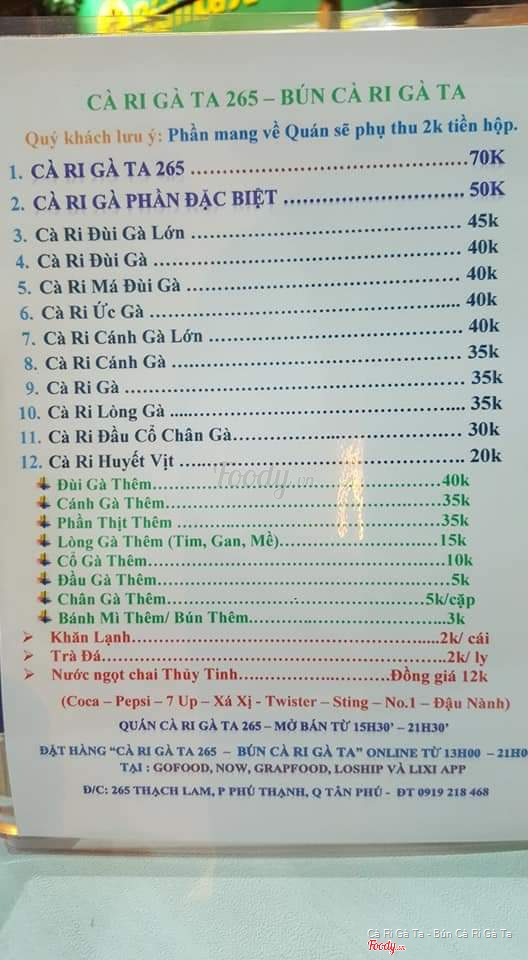 CÀ RI GÀ TA 265 – BÚN CÀ RI GÀ TA
Quý khách lưu ý: Phần mang về Quán sẽ phụ thu 2k tiền hộp.
1. CÀ RI GÀ TA 265 ................................................70K
2. CÀ RI GÀ PHẦN ĐẶC BIỆT ................................ 50K
3. Cà Ri Đùi Gà Lớn ................................................ 45k
4. Cà Ri Đùi Gà ........................................................ 40k
5. Cà Ri Má Đùi Gà .................................................. 40k
6. Cà Ri Ức Gà ......................................................... 40k
7. Cà Ri Cánh Gà Lớn .............................................. 40k
8. Cà Ri Cánh Gà ..................................................... 35k
9. Cà Ri Gà .............................................................. 35k
10. Cà Ri Lòng Gà .................................................... 35k
11. Cà Ri Đầu Cổ Chân Gà........................................ 30k
12. Cà Ri Huyết Vịt .................................................. 20k
Foody.vn
Đùi Gà Thêm..................................................40k
Cánh Gà Thêm................................................35k
Phần Thịt Thêm ..............................................35k
Lòng Gà Thêm (Tim, Gan, Mề)............................15k
Cổ Gà Thêm....................................................10k
Đầu Gà Thêm...................................................5k
Chân Gà Thêm...............................................5k/cặp
Bánh Mì Thêm/ Bún Thêm...................................3k
Khăn Lạnh......................................................2k/ cái
Trà Đá............................................................2k/ ly
Nước ngọt chai Thủy Tinh..........................Đồng giá 12k
(Coca – Pepsi – 7 Up – Xá Xị - Twister – Sting – No.1 – Đậu Nành)
QUÁN CÀ RI GÀ TA 265 – MỞ BÁN TỪ 15H30’ – 21H30’
ĐẶT HÀNG “CÀ RI GÀ TA 265 – BÚN CÀ RI GÀ TA” ONLINE TỪ 13H00 – 21H0
TẠI : GOFOOD, NOW, GRAPFOOD, LOSHIP VÀ LIXI APP
Đ/C: 265 THẠCH LAM, P PHÚ THẠNH, Q TÂN PHÚ - ĐT 0919 218 468
Cà Ri Gà Ta - Bún Cà Ri Gà Ta
Foody.vn